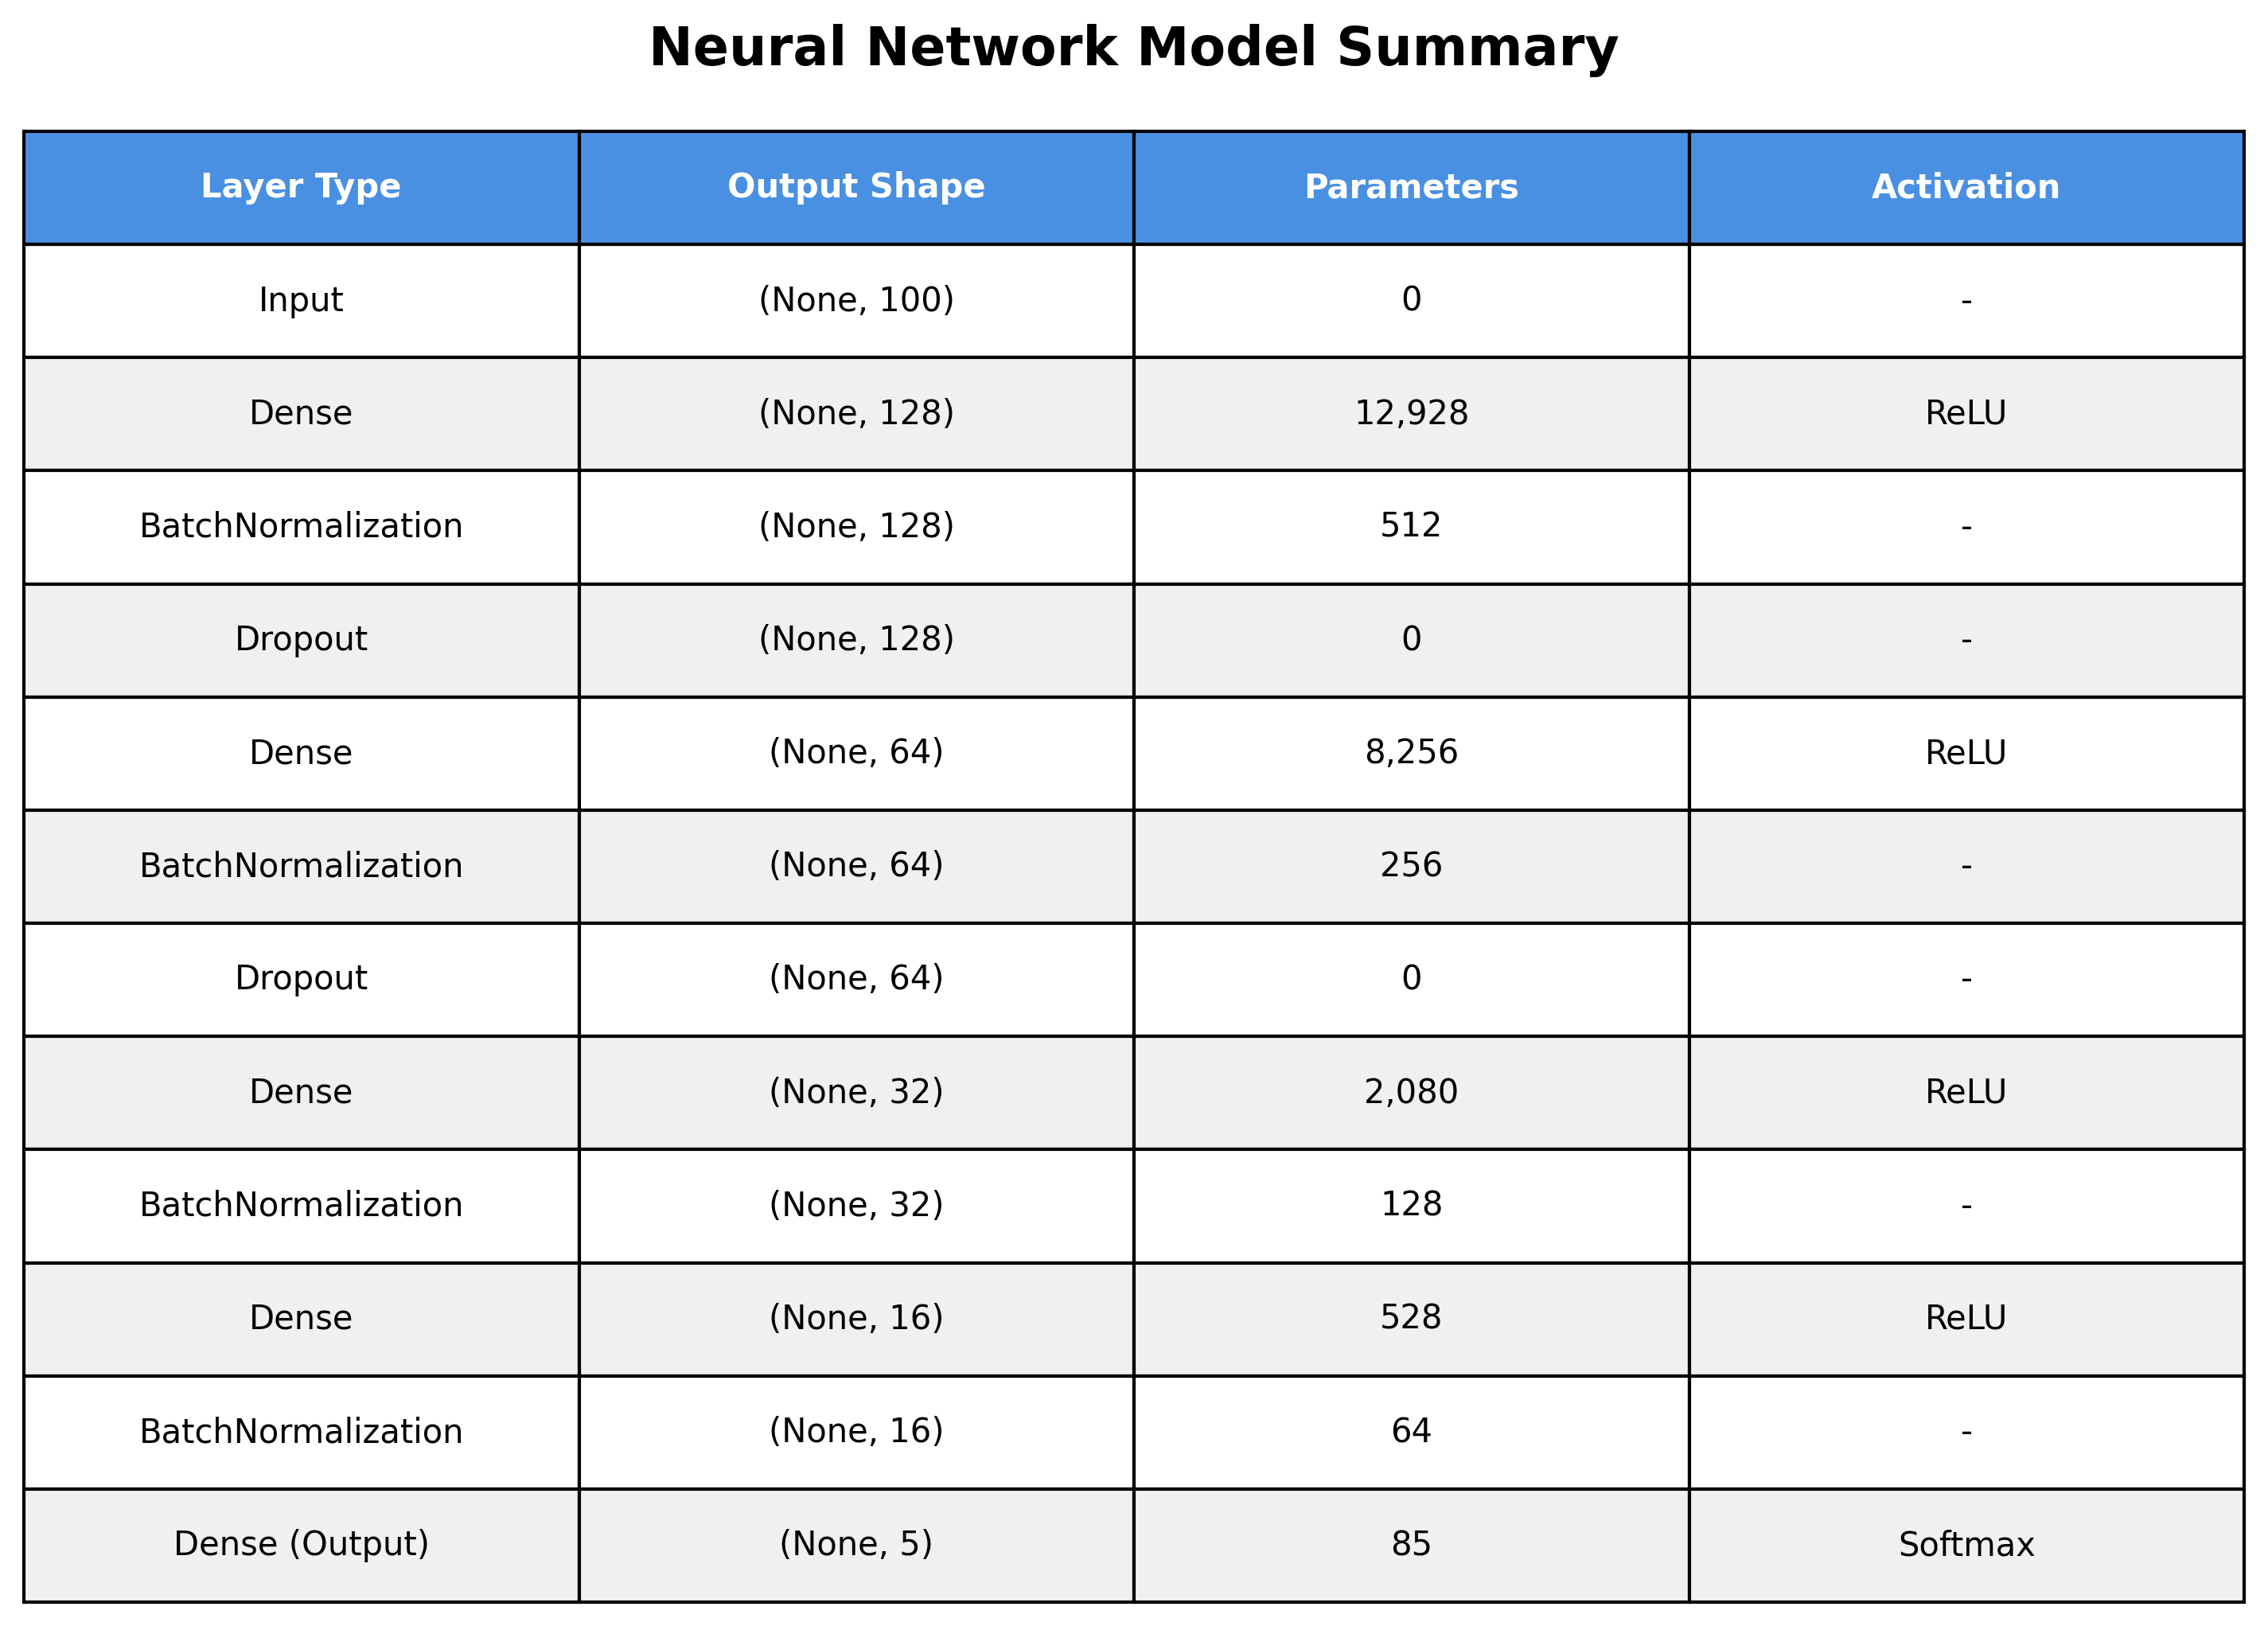 Neural Network Model Summary
Layer Type Output Shape Parameters Activation
Input (None, 100) 0 -
Dense (None, 128) 12,928 ReLU
BatchNormalization (None, 128) 512 -
Dropout (None, 128) 0 -
Dense (None, 64) 8,256 ReLU
BatchNormalization (None, 64) 256 -
Dropout (None, 64) 0 -
Dense (None, 32) 2,080 ReLU
BatchNormalization (None, 32) 128 -
Dense (None, 16) 528 ReLU
BatchNormalization (None, 16) 64 -
Dense (Output) (None, 5) 85 Softmax